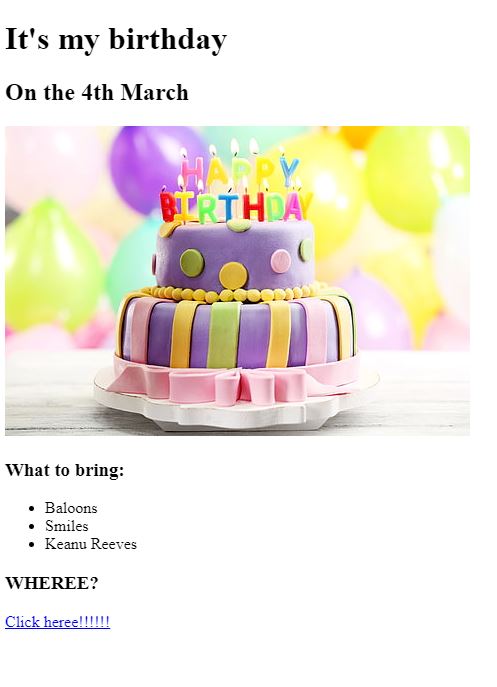 It's my birthday
On the 4th March
HAPPY
BIRTHDAY
What to bring:
Baloons
Smiles
Keanu Reeves
WHEREE?
Click heree!!!!!!